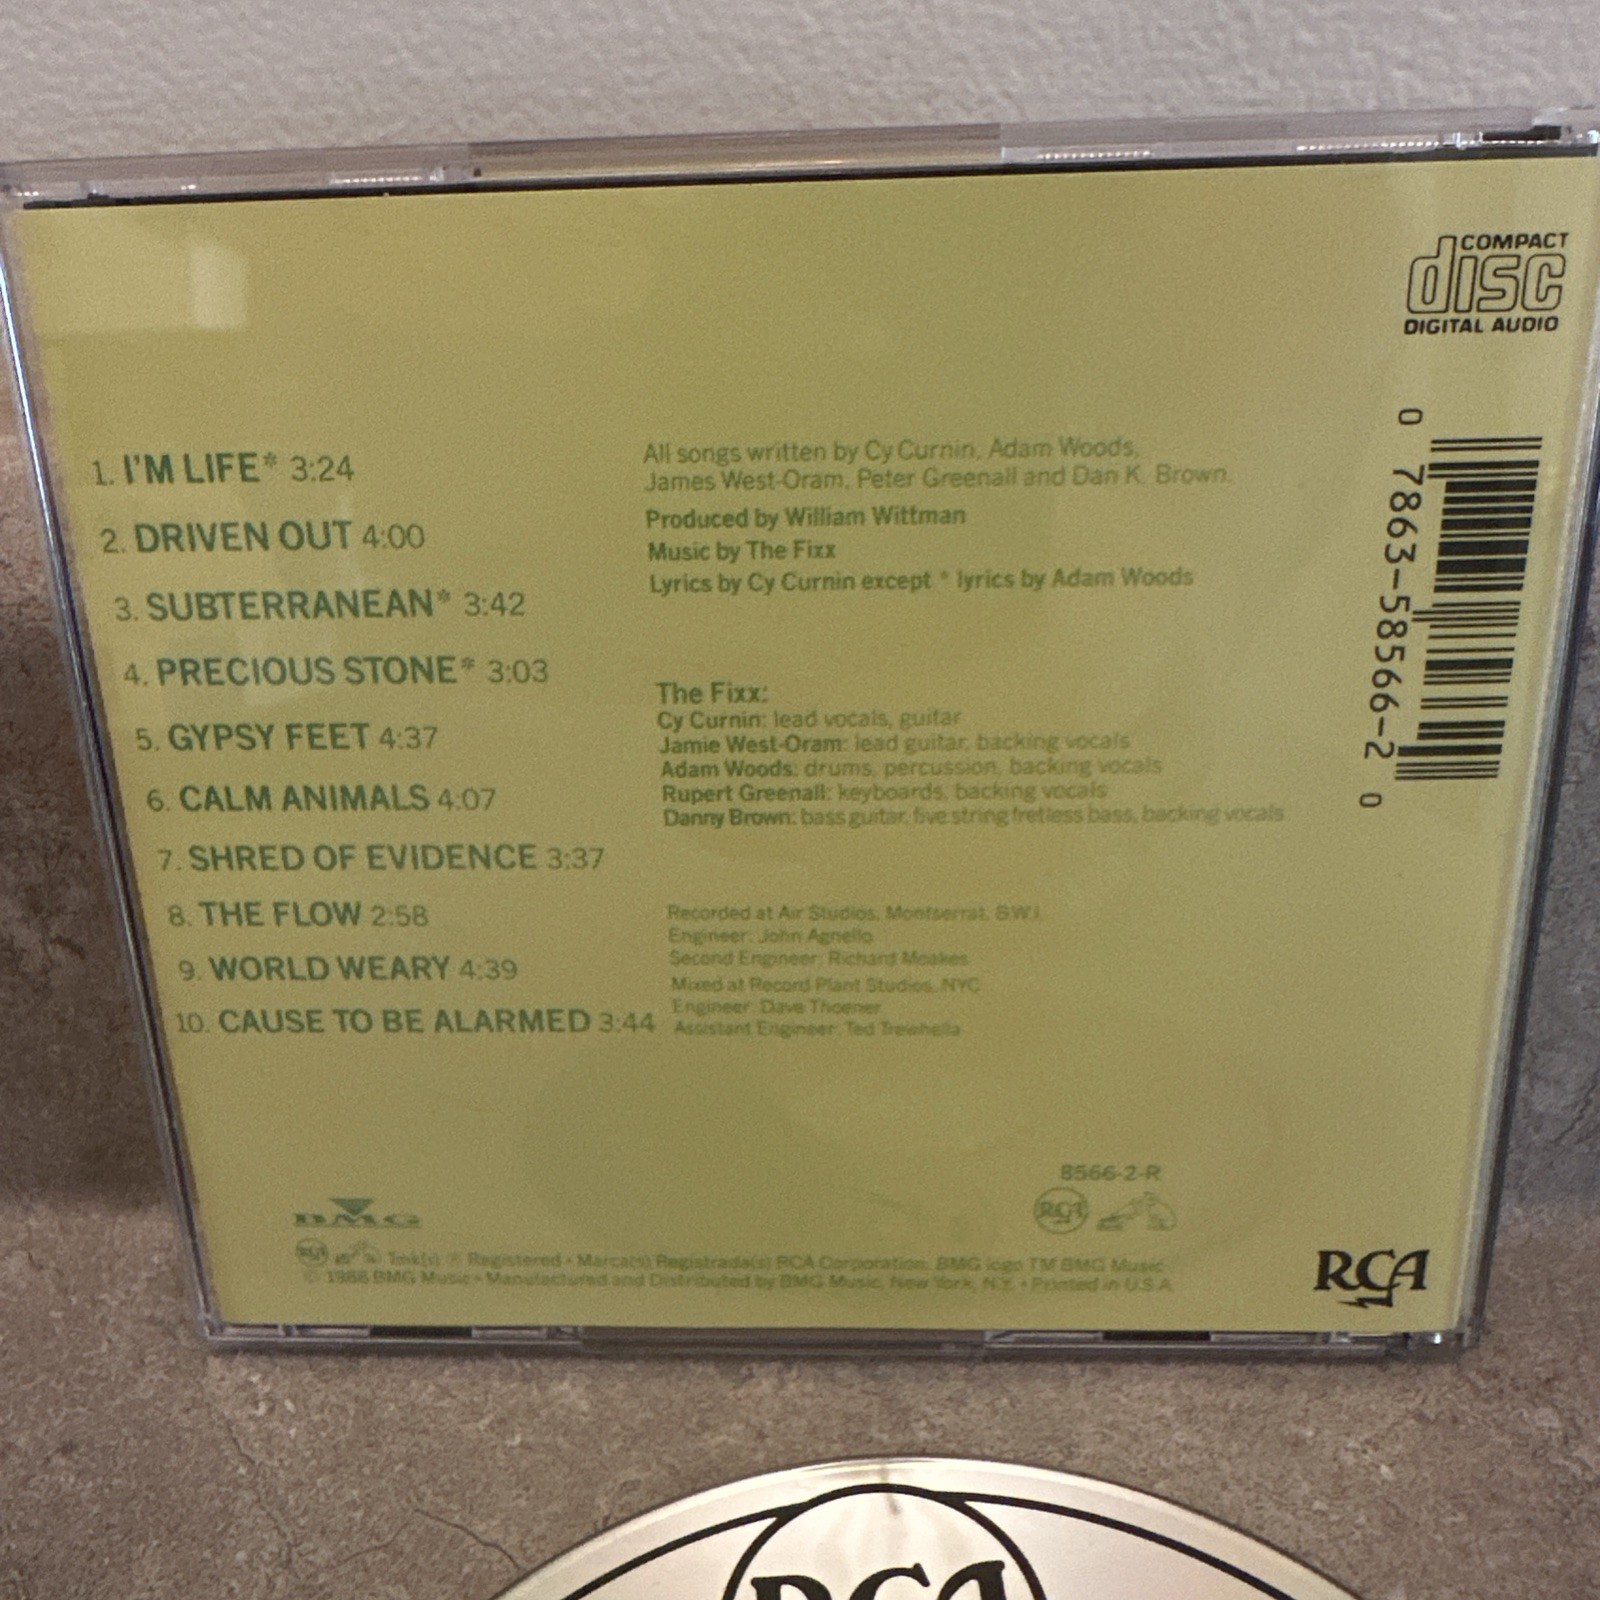 COMPACT
disc
DIGITAL AUDIO
0 7863-58566-2 0
1. I'M LIFE* 3:24
2. DRIVEN OUT 4:00
3. SUBTERRANEAN* 3:42
4. PRECIOUS STONE* 3:03
5. GYPSY FEET 4:37
6. CALM ANIMALS 4:07
7. SHRED OF EVIDENCE 3:37
8. THE FLOW 2:58
9. WORLD WEARY 4:39
10. CAUSE TO BE ALARMED 3:44
All songs written by Cy Curnin, Adam Woods,
James West-Oram, Peter Greenall and Dan K. Brown.
Produced by William Wittman
Music by The Fixx
Lyrics by Cy Curnin except * lyrics by Adam Woods
The Fixx:
Cy Curnin: lead vocals, guitar
Jamie West-Oram: lead guitar, backing vocals
Adam Woods: drums, percussion, backing vocals
Rupert Greenall: keyboards, backing vocals
Danny Brown: bass guitar, five string fretless bass, backing vocals
Recorded at Air Studios, Montserrat, B.W.I.
Engineer: John Agnello
Second Engineer: Richard Moakes
Mixed at Record Plant Studios, NYC
Engineer: Dave Thoener
Assistant Engineer: Ted Trewhella
8566-2-R
RCA
BMG
RCA Tmk(s) ® Registered • Marca(s) Registrada(s) RCA Corporation. BMG logo TM BMG Music
© 1988 BMG Music • Manufactured and Distributed by BMG Music, New York, N.Y. • Printed in U.S.A.
RCA
RCA